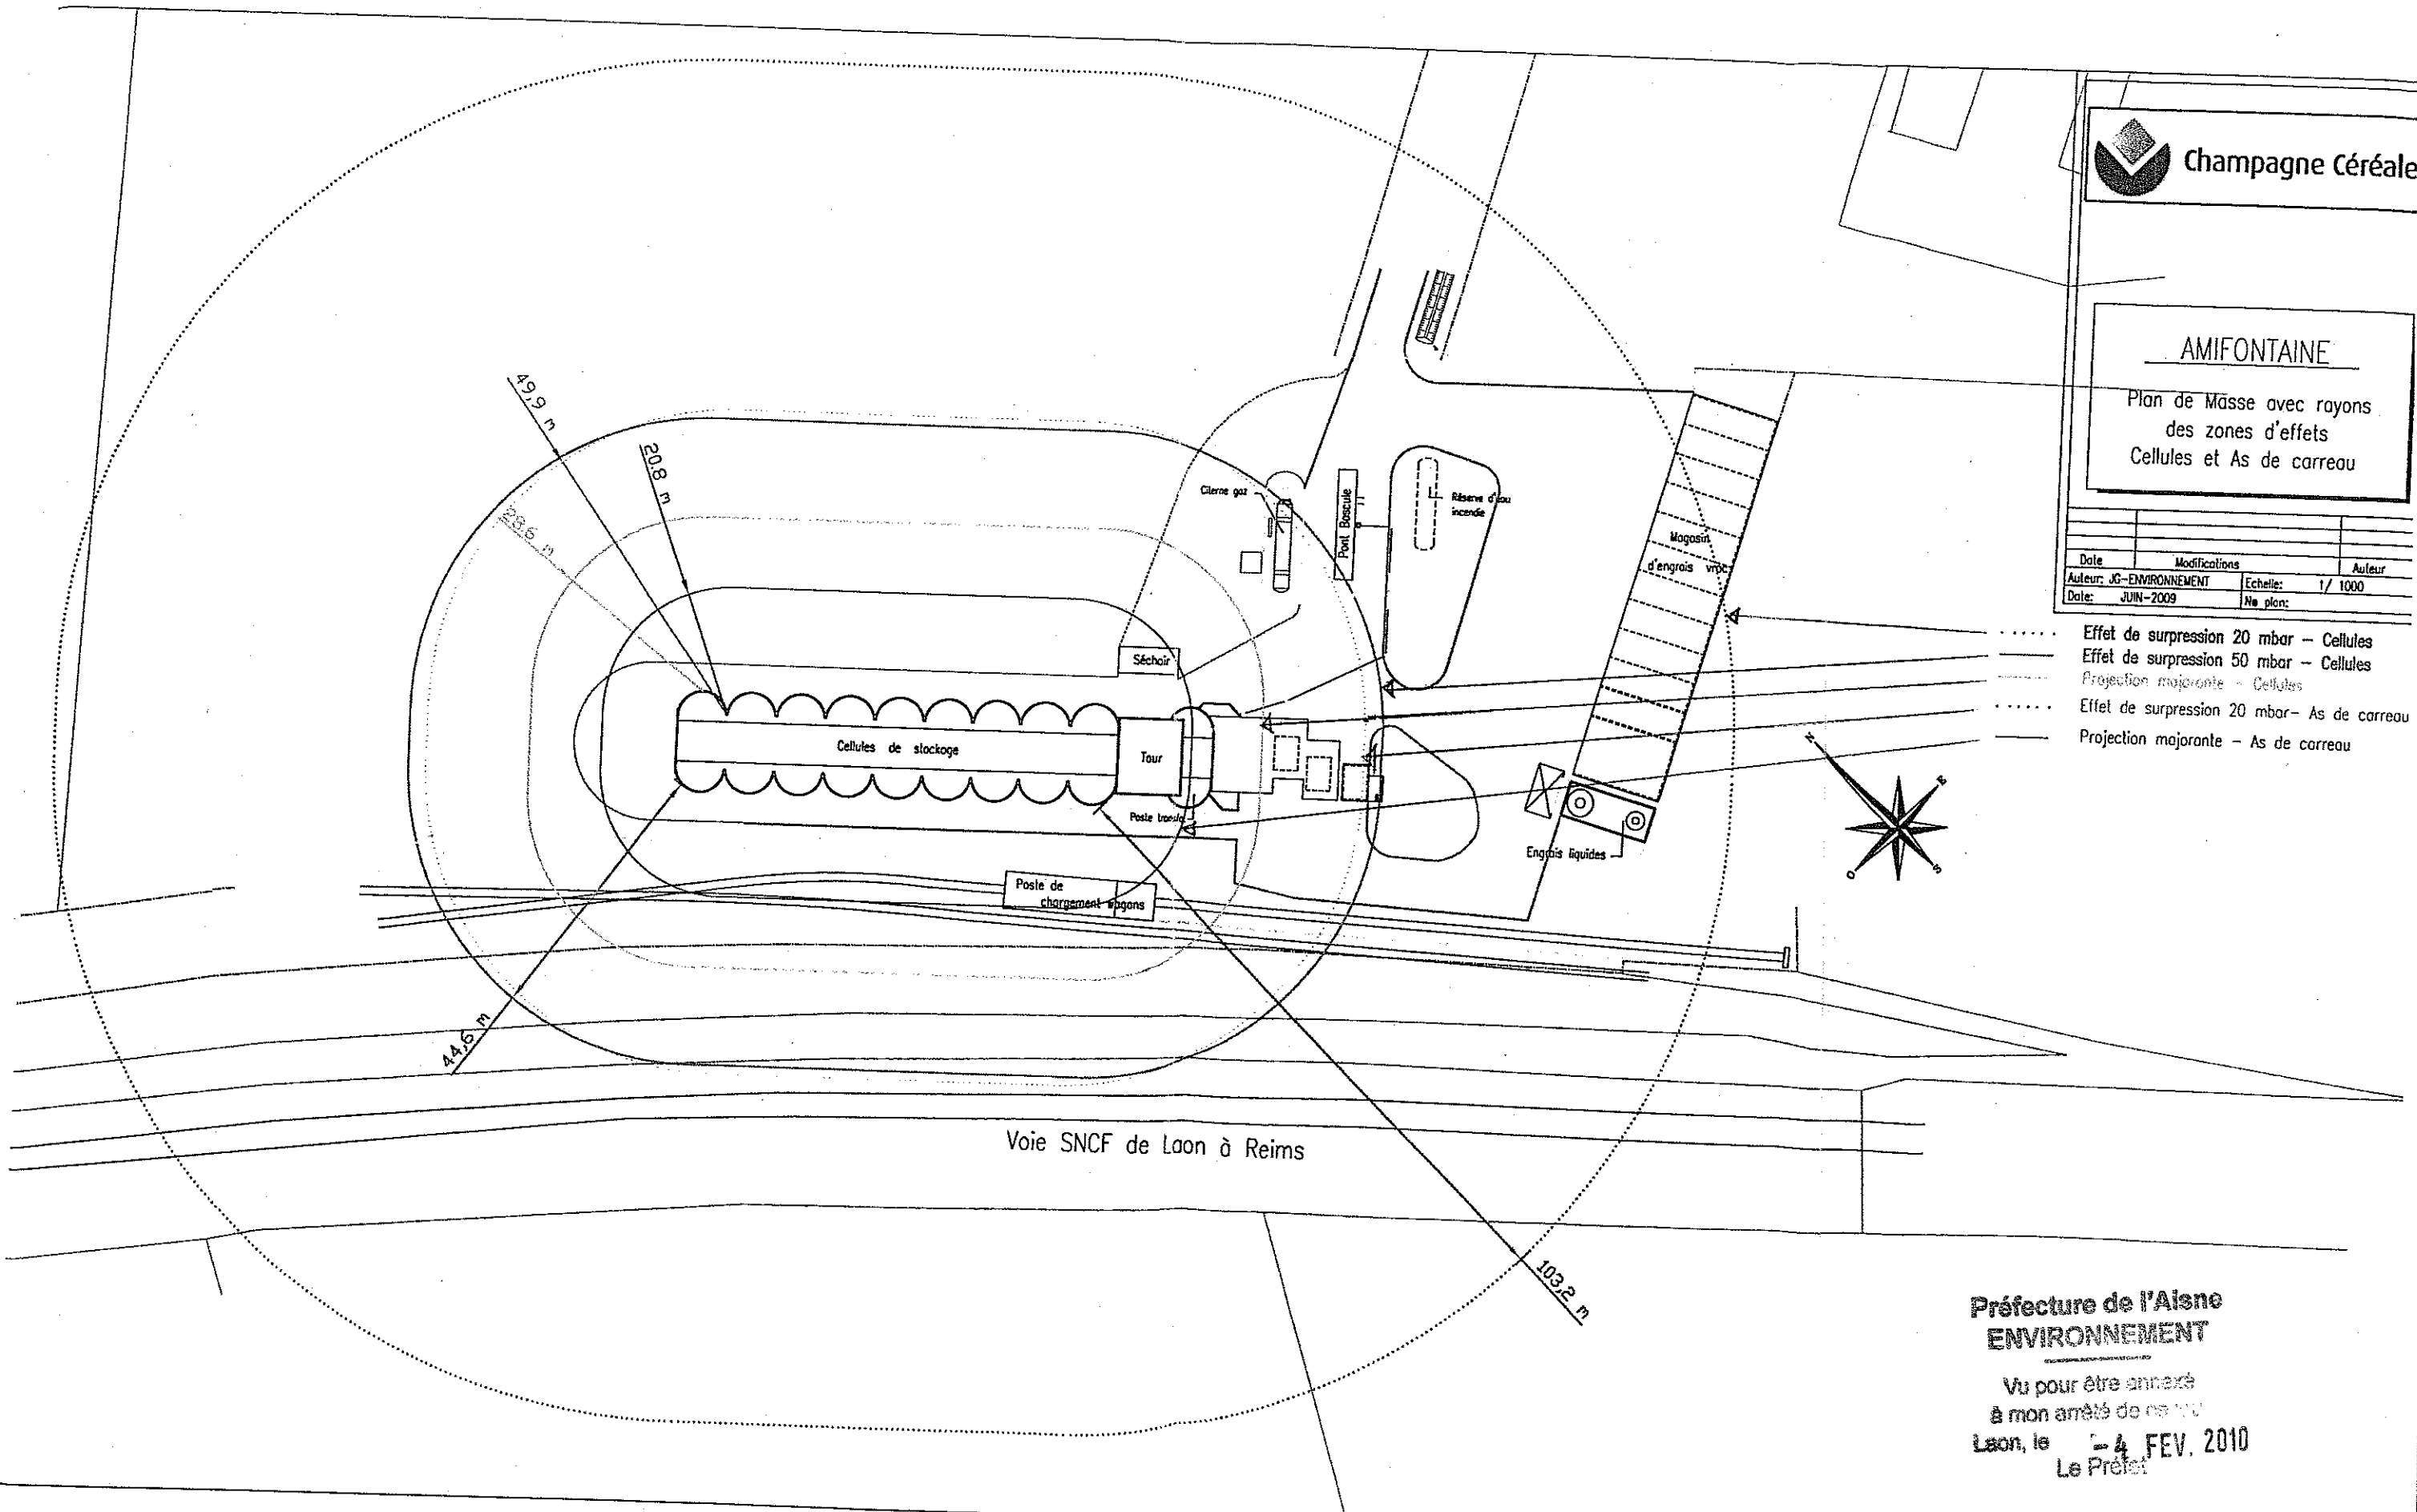 Champagne Céréale
AMIFONTAINE
Plan de Masse avec rayons
des zones d'effets
Cellules et As de carreau
Date Modifications Auteur
Auteur: JG-ENVIRONNEMENT Echelle: 1/ 1000
Date: JUIN-2009 No plan:
Effet de surpression 20 mbar – Cellules
Effet de surpression 50 mbar – Cellules
Projection majorante – Cellules
Effet de surpression 20 mbar– As de carreau
Projection majorante – As de carreau
N
E
S
O
49,9 m
20.8 m
28.6 m
Citerne gaz
Pont Bascule
Réserve d'eau
incendie
Magasin
d'engrais vrac
Séchoir
Cellules de stockage
Tour
Poste transfo
Engrais liquides
Poste de
chargement wagons
44,6 m
Voie SNCF de Laon à Reims
103,2 m
Préfecture de l'Aisne
ENVIRONNEMENT
Vu pour être annexé
à mon arrêté de
Laon, le - 4 FEV. 2010
Le Préfet